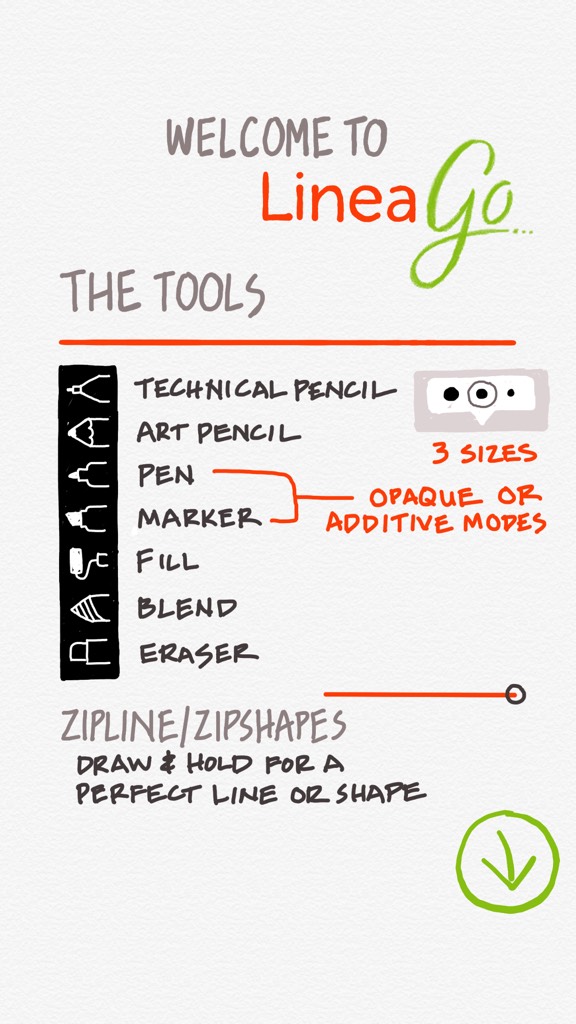 WELCOME TO
Linea Go...
THE TOOLS
TECHNICAL PENCIL
3 SIZES
ART PENCIL
PEN
MARKER
OPAQUE OR
ADDITIVE MODES
FILL
BLEND
ERASER
ZIPLINE/ZIPSHAPES
DRAW & HOLD FOR A
PERFECT LINE OR SHAPE